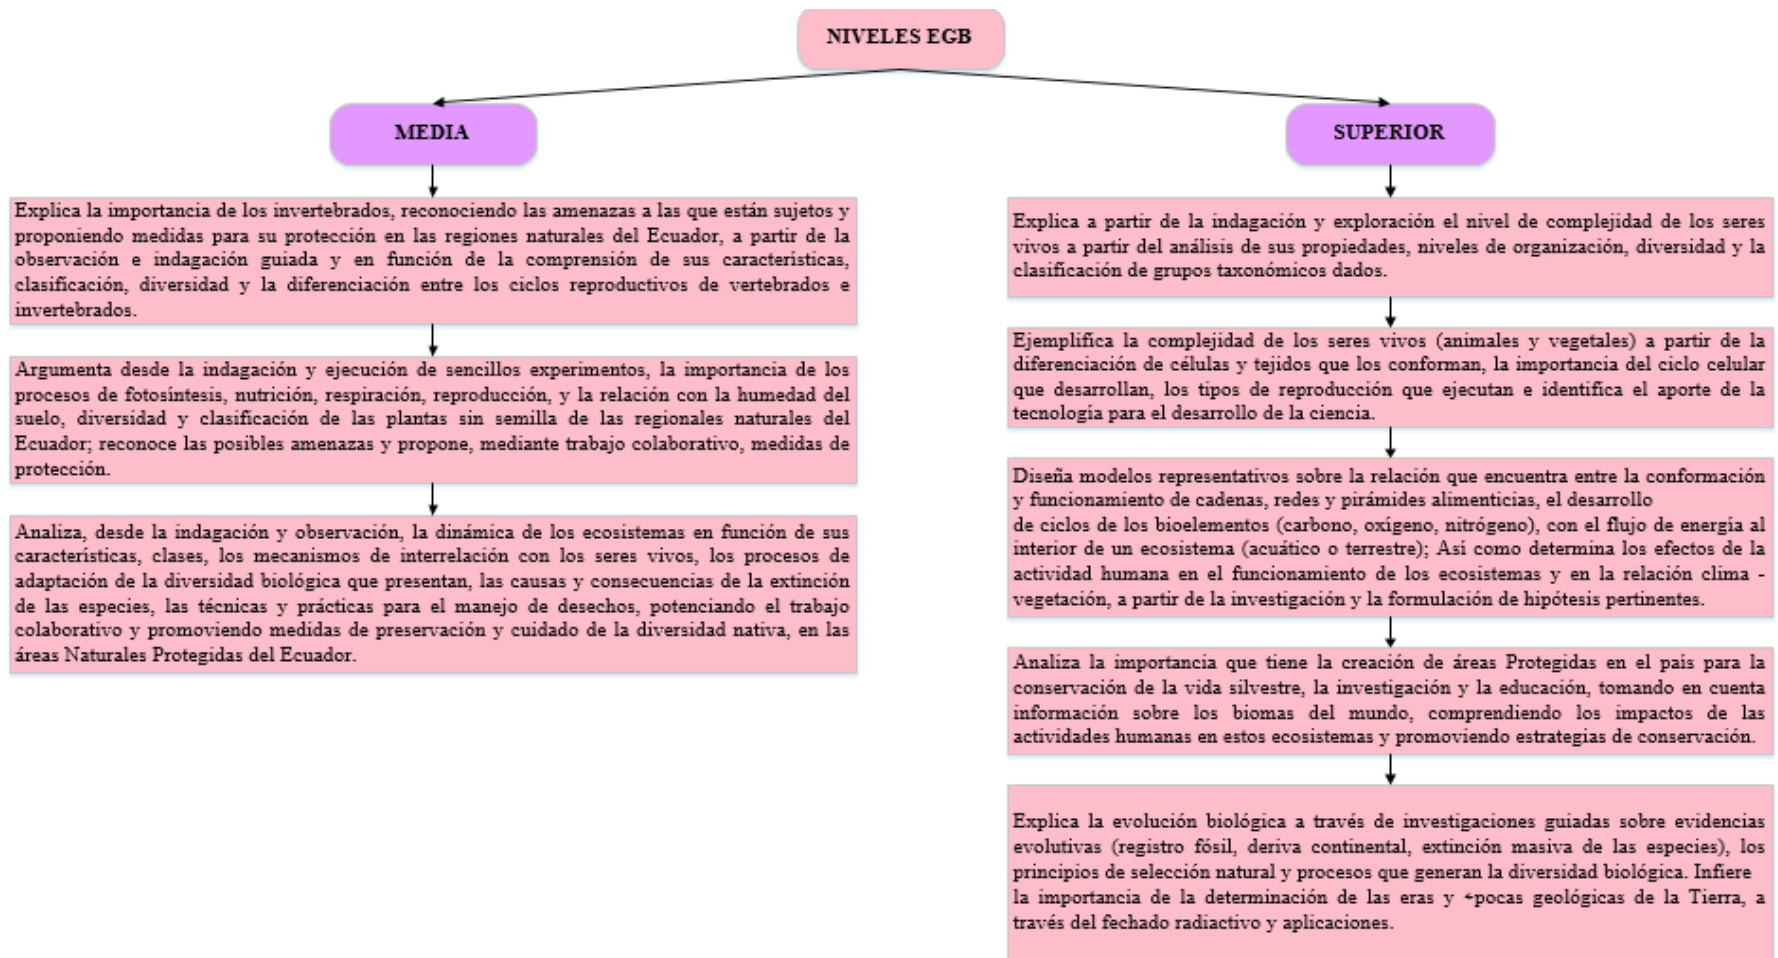 NIVELES EGB
MEDIA
SUPERIOR
Explica la importancia de los invertebrados, reconociendo las amenazas a las que están sujetos y
proponiendo medidas para su protección en las regiones naturales del Ecuador, a partir de la
observación e indagación guiada y en función de la comprensión de sus características,
clasificación, diversidad y la diferenciación entre los ciclos reproductivos de vertebrados e
invertebrados.
Argumenta desde la indagación y ejecución de sencillos experimentos, la importancia de los
procesos de fotosíntesis, nutrición, respiración, reproducción, y la relación con la humedad del
suelo, diversidad y clasificación de las plantas sin semilla de las regionales naturales del
Ecuador; reconoce las posibles amenazas y propone, mediante trabajo colaborativo, medidas de
protección.
Analiza, desde la indagación y observación, la dinámica de los ecosistemas en función de sus
características, clases, los mecanismos de interrelación con los seres vivos, los procesos de
adaptación de la diversidad biológica que presentan, las causas y consecuencias de la extinción
de las especies, las técnicas y prácticas para el manejo de desechos, potenciando el trabajo
colaborativo y promoviendo medidas de preservación y cuidado de la diversidad nativa, en las
áreas Naturales Protegidas del Ecuador.
Explica a partir de la indagación y exploración el nivel de complejidad de los seres
vivos a partir del análisis de sus propiedades, niveles de organización, diversidad y la
clasificación de grupos taxonómicos dados.
Ejemplifica la complejidad de los seres vivos (animales y vegetales) a partir de la
diferenciación de células y tejidos que los conforman, la importancia del ciclo celular
que desarrollan, los tipos de reproducción que ejecutan e identifica el aporte de la
tecnología para el desarrollo de la ciencia.
Diseña modelos representativos sobre la relación que encuentra entre la conformación
y funcionamiento de cadenas, redes y pirámides alimenticias, el desarrollo
de ciclos de los bioelementos (carbono, oxígeno, nitrógeno), con el flujo de energía al
interior de un ecosistema (acuático o terrestre); Así como determina los efectos de la
actividad humana en el funcionamiento de los ecosistemas y en la relación clima -
vegetación, a partir de la investigación y la formulación de hipótesis pertinentes.
Analiza la importancia que tiene la creación de áreas Protegidas en el país para la
conservación de la vida silvestre, la investigación y la educación, tomando en cuenta
información sobre los biomas del mundo, comprendiendo los impactos de las
actividades humanas en estos ecosistemas y promoviendo estrategias de conservación.
Explica la evolución biológica a través de investigaciones guiadas sobre evidencias
evolutivas (registro fósil, deriva continental, extinción masiva de las especies), los
principios de selección natural y procesos que generan la diversidad biológica. Infiere
la importancia de la determinación de las eras y ÷pocas geológicas de la Tierra, a
través del fechado radiactivo y aplicaciones.